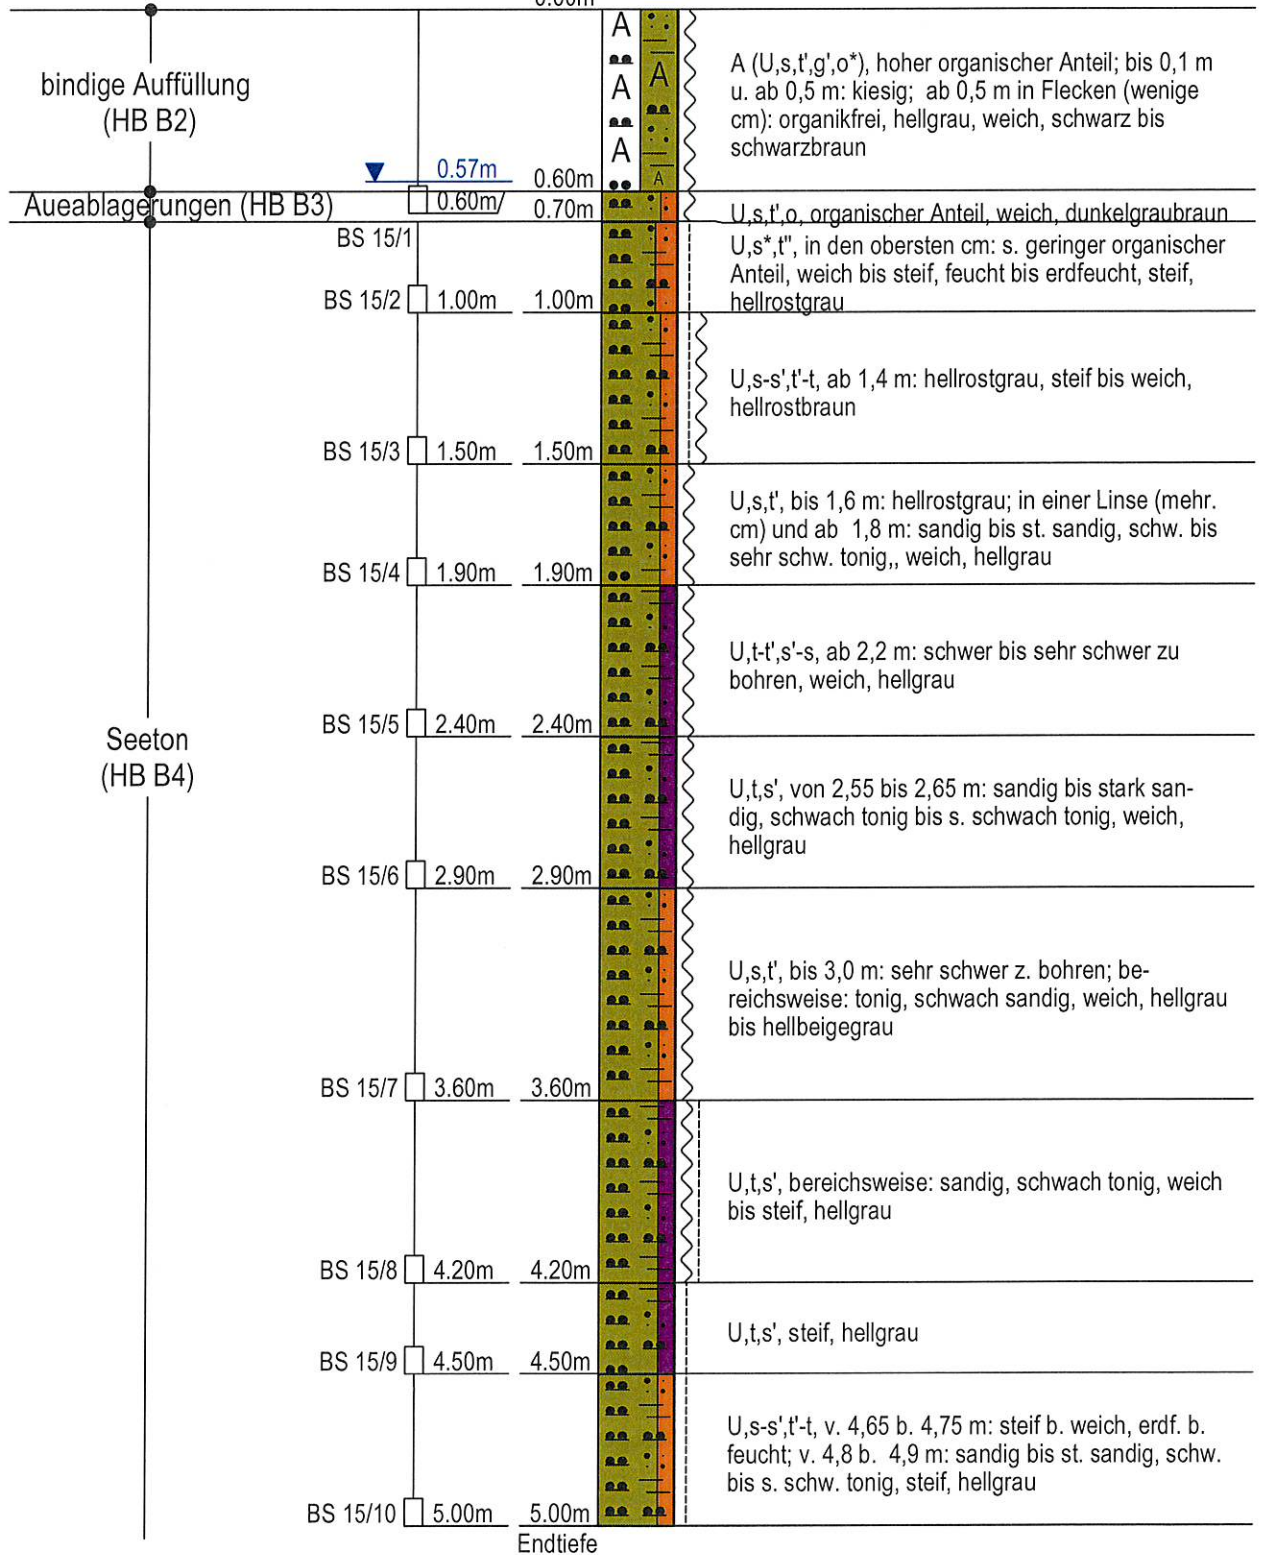 0.00m
A
A
A
A
A
bindige Auffüllung
(HB B2)
A (U,s,t',g',o*), hoher organischer Anteil; bis 0,1 m
u. ab 0,5 m: kiesig; ab 0,5 m in Flecken (wenige
cm): organikfrei, hellgrau, weich, schwarz bis
schwarzbraun
0.57m
0.60m
Aueablagerungen (HB B3)
0.60m/
0.70m
U,s,t',o, organischer Anteil, weich, dunkelgraubraun
BS 15/1
U,s*,t'', in den obersten cm: s. geringer organischer
Anteil, weich bis steif, feucht bis erdfeucht, steif,
hellrostgrau
BS 15/2 1.00m 1.00m
U,s-s',t'-t, ab 1,4 m: hellrostgrau, steif bis weich,
hellrostbraun
BS 15/3 1.50m 1.50m
U,s,t', bis 1,6 m: hellrostgrau; in einer Linse (mehr.
cm) und ab 1,8 m: sandig bis st. sandig, schw. bis
sehr schw. tonig,, weich, hellgrau
BS 15/4 1.90m 1.90m
U,t-t',s'-s, ab 2,2 m: schwer bis sehr schwer zu
bohren, weich, hellgrau
BS 15/5 2.40m 2.40m
Seeton
(HB B4)
U,t,s', von 2,55 bis 2,65 m: sandig bis stark san-
dig, schwach tonig bis s. schwach tonig, weich,
hellgrau
BS 15/6 2.90m 2.90m
U,s,t', bis 3,0 m: sehr schwer z. bohren; be-
reichsweise: tonig, schwach sandig, weich, hellgrau
bis hellbeigegrau
BS 15/7 3.60m 3.60m
U,t,s', bereichsweise: sandig, schwach tonig, weich
bis steif, hellgrau
BS 15/8 4.20m 4.20m
U,t,s', steif, hellgrau
BS 15/9 4.50m 4.50m
U,s-s',t'-t, v. 4,65 b. 4,75 m: steif b. weich, erdf. b.
feucht; v. 4,8 b. 4,9 m: sandig bis st. sandig, schw.
bis s. schw. tonig, steif, hellgrau
BS 15/10 5.00m 5.00m
Endtiefe